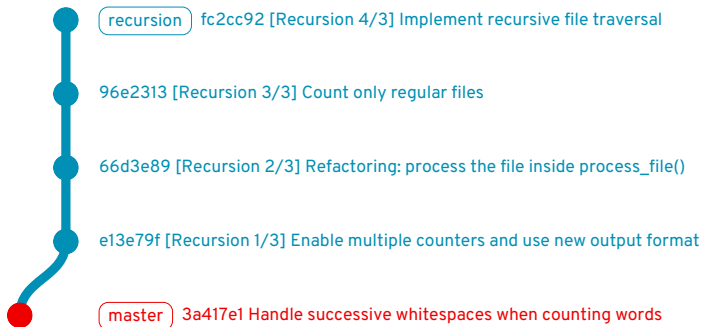 recursion fc2cc92 [Recursion 4/3] Implement recursive file traversal
96e2313 [Recursion 3/3] Count only regular files
66d3e89 [Recursion 2/3] Refactoring: process the file inside process_file()
e13e79f [Recursion 1/3] Enable multiple counters and use new output format
master 3a417e1 Handle successive whitespaces when counting words